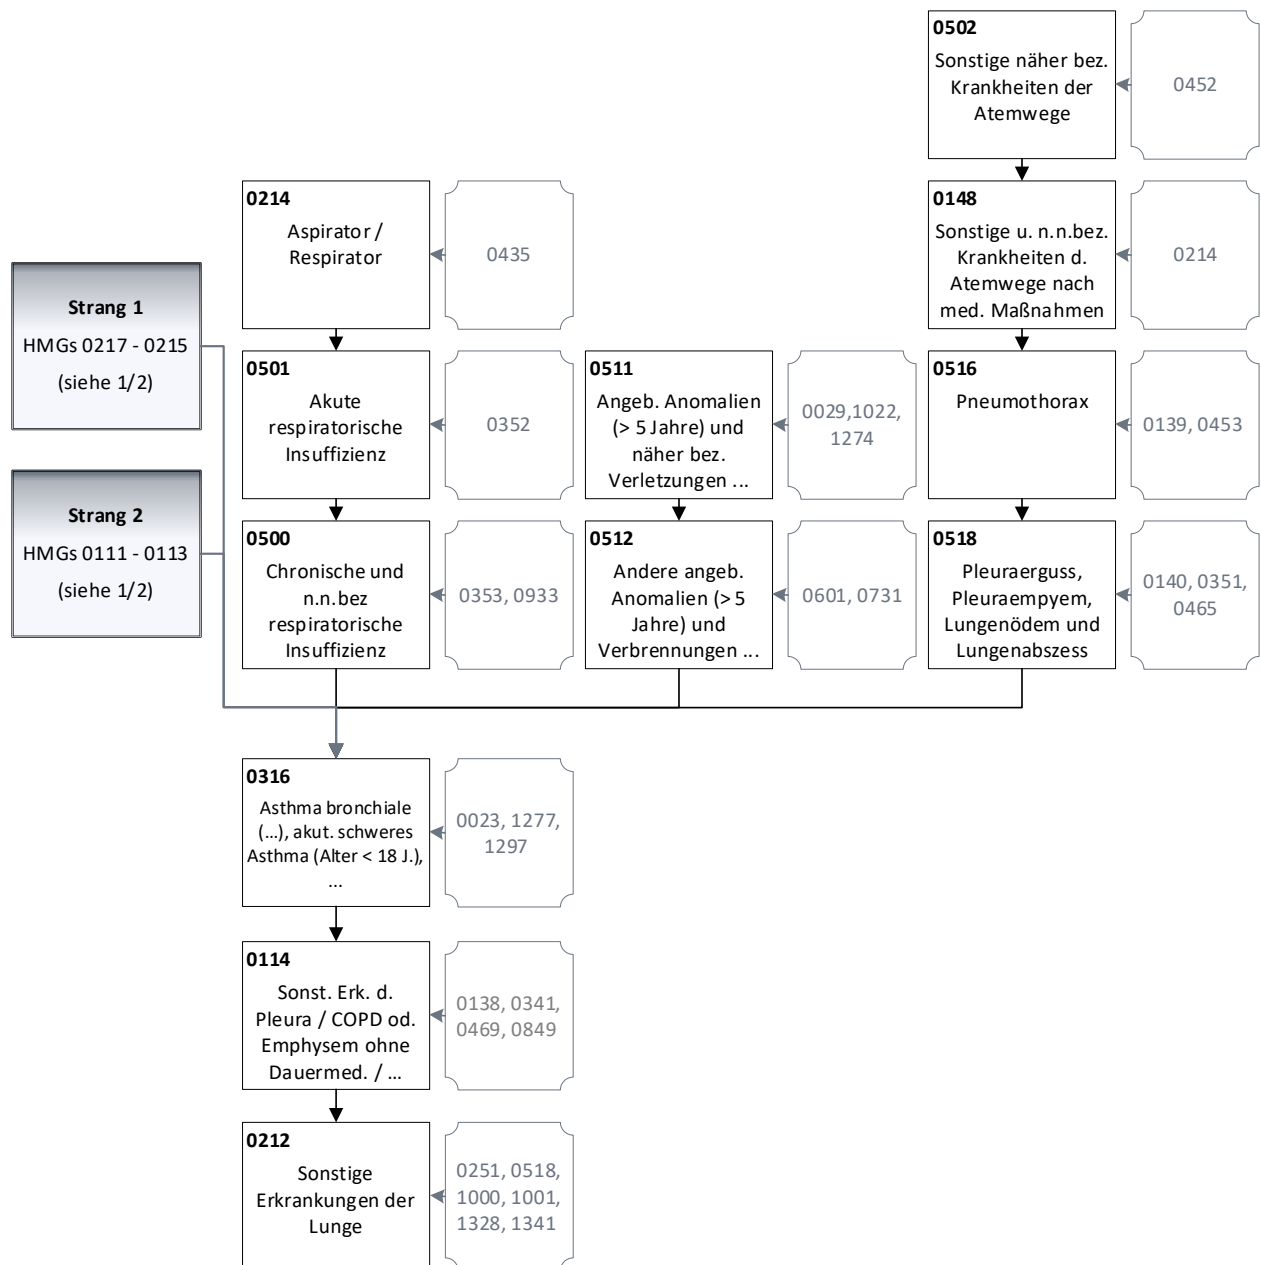 0502
Sonstige näher bez.
Krankheiten der
Atemwege
0452
0214
Aspirator /
Respirator
0435
0148
Sonstige u. n.n.bez.
Krankheiten d.
Atemwege nach
med. Maßnahmen
0214
Strang 1
HMGs 0217 - 0215
(siehe 1/2)
0501
Akute
respiratorische
Insuffizienz
0352
0511
Angeb. Anomalien
(> 5 Jahre) und
näher bez.
Verletzungen ...
0029,1022,
1274
0516
Pneumothorax
0139, 0453
Strang 2
HMGs 0111 - 0113
(siehe 1/2)
0500
Chronische und
n.n.bez
respiratorische
Insuffizienz
0353, 0933
0512
Andere angeb.
Anomalien (> 5
Jahre) und
Verbrennungen ...
0601, 0731
0518
Pleuraerguss,
Pleuraempyem,
Lungenödem und
Lungenabszess
0140, 0351,
0465
0316
Asthma bronchiale
(...), akut. schweres
Asthma (Alter < 18 J.),
...
0023, 1277,
1297
0114
Sonst. Erk. d.
Pleura / COPD od.
Emphysem ohne
Dauermed. / ...
0138, 0341,
0469, 0849
0212
Sonstige
Erkrankungen der
Lunge
0251, 0518,
1000, 1001,
1328, 1341